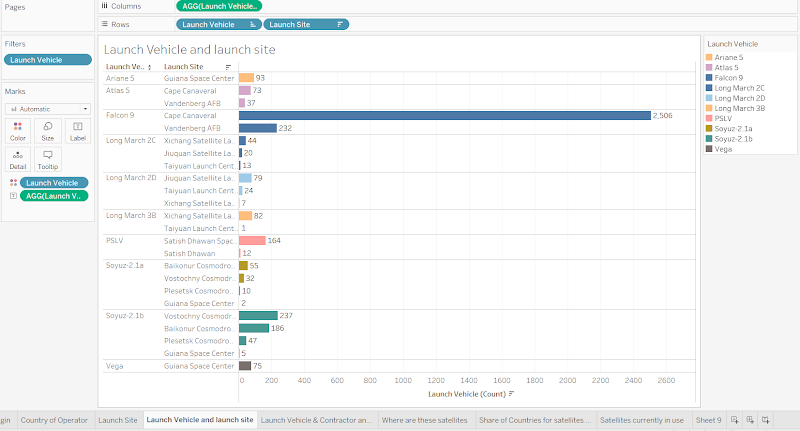 Pages
Columns
AGG(Launch Vehicle..
Rows
Launch Vehicle
Launch Site
Filters
Launch Vehicle
Marks
Automatic
Color
Size
Label
Detail
Tooltip
Launch Vehicle
AGG(Launch V..
Launch Vehicle and launch site
Launch Ve.. Launch Site
Ariane 5 Guiana Space Center 93
Atlas 5 Cape Canaveral 73
Vandenberg AFB 37
Falcon 9 Cape Canaveral 2,506
Vandenberg AFB 232
Long March 2C Xichang Satellite La.. 44
Jiuquan Satellite La.. 20
Taiyuan Launch Cent.. 13
Long March 2D Jiuquan Satellite La.. 79
Taiyuan Launch Cent.. 24
Xichang Satellite La.. 7
Long March 3B Xichang Satellite La.. 82
Taiyuan Launch Cent.. 1
PSLV Satish Dhawan Spac.. 164
Satish Dhawan 12
Soyuz-2.1a Baikonur Cosmodro.. 55
Vostochny Cosmodr.. 32
Plesetsk Cosmodro.. 10
Guiana Space Center 2
Soyuz-2.1b Vostochny Cosmodr.. 237
Baikonur Cosmodro.. 186
Plesetsk Cosmodro.. 47
Guiana Space Center 5
Vega Guiana Space Center 75
0 200 400 600 800 1000 1200 1400 1600 1800 2000 2200 2400 2600
Launch Vehicle (Count)
Launch Vehicle
Ariane 5
Atlas 5
Falcon 9
Long March 2C
Long March 2D
Long March 3B
PSLV
Soyuz-2.1a
Soyuz-2.1b
Vega
gin
Country of Operator
Launch Site
Launch Vehicle and launch site
Launch Vehicle & Contractor an...
Where are these satellites
Share of Countries for satellites....
Satellites currently in use
Sheet 9